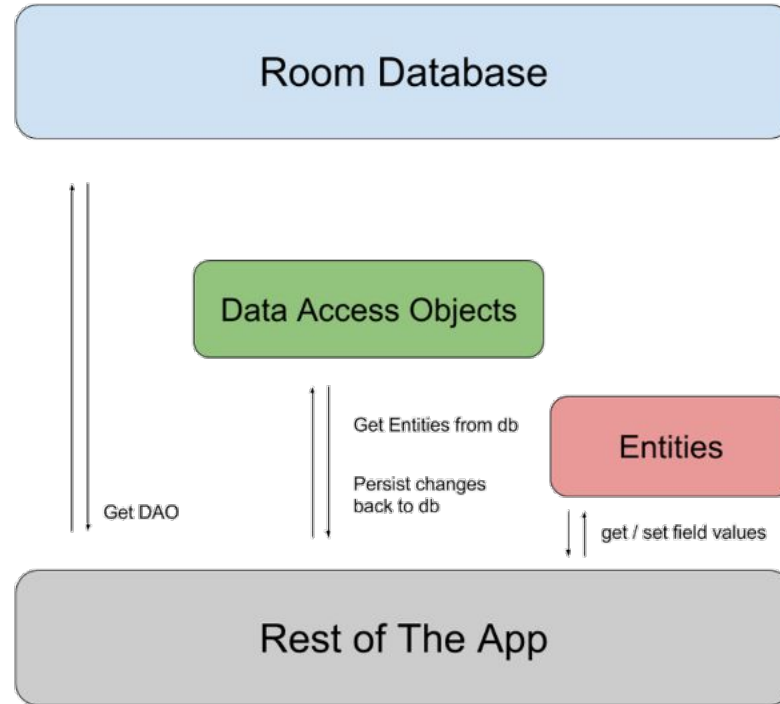 Room Database
Data Access Objects
Get Entities from db
Entities
Persist changes
back to db
Get DAO
get / set field values
Rest of The App